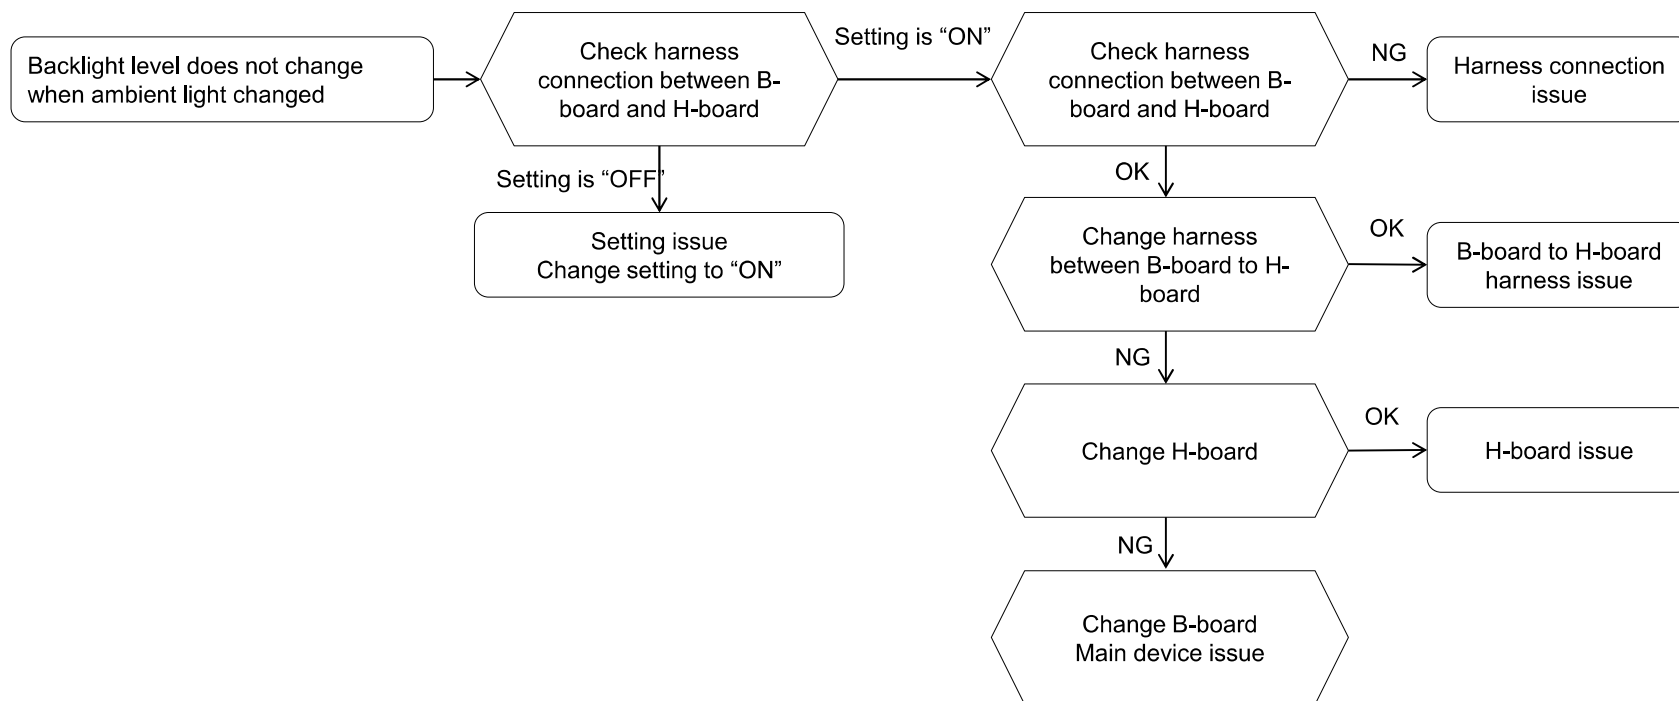 Backlight level does not change
when ambient light changed
Check harness
connection between B-
board and H-board
Setting is “ON”
Check harness
connection between B-
board and H-board
NG
Harness connection
issue
Setting is “OFF”
Setting issue
Change setting to “ON”
OK
Change harness
between B-board to H-
board
OK
B-board to H-board
harness issue
NG
Change H-board
OK
H-board issue
NG
Change B-board
Main device issue